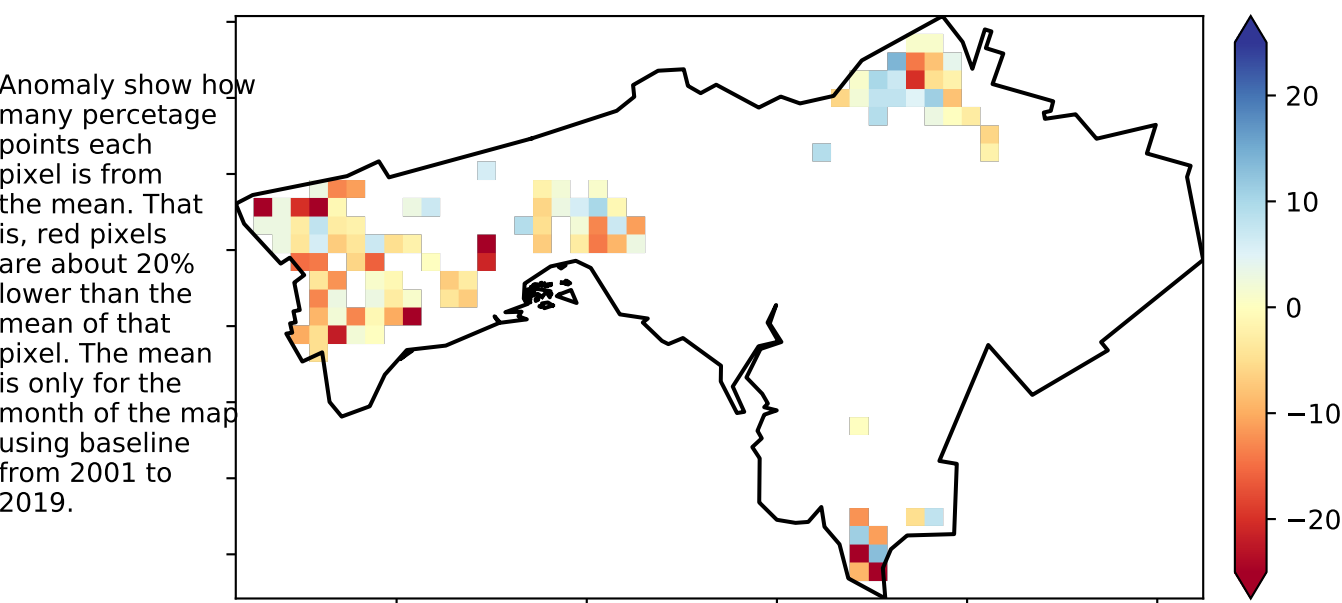 Anomaly show how
many percetage
points each
pixel is from
the mean. That
is, red pixels
are about 20%
lower than the
mean of that
pixel. The mean
is only for the
month of the map
using baseline
from 2001 to
2019.
20
10
0
−10
−20